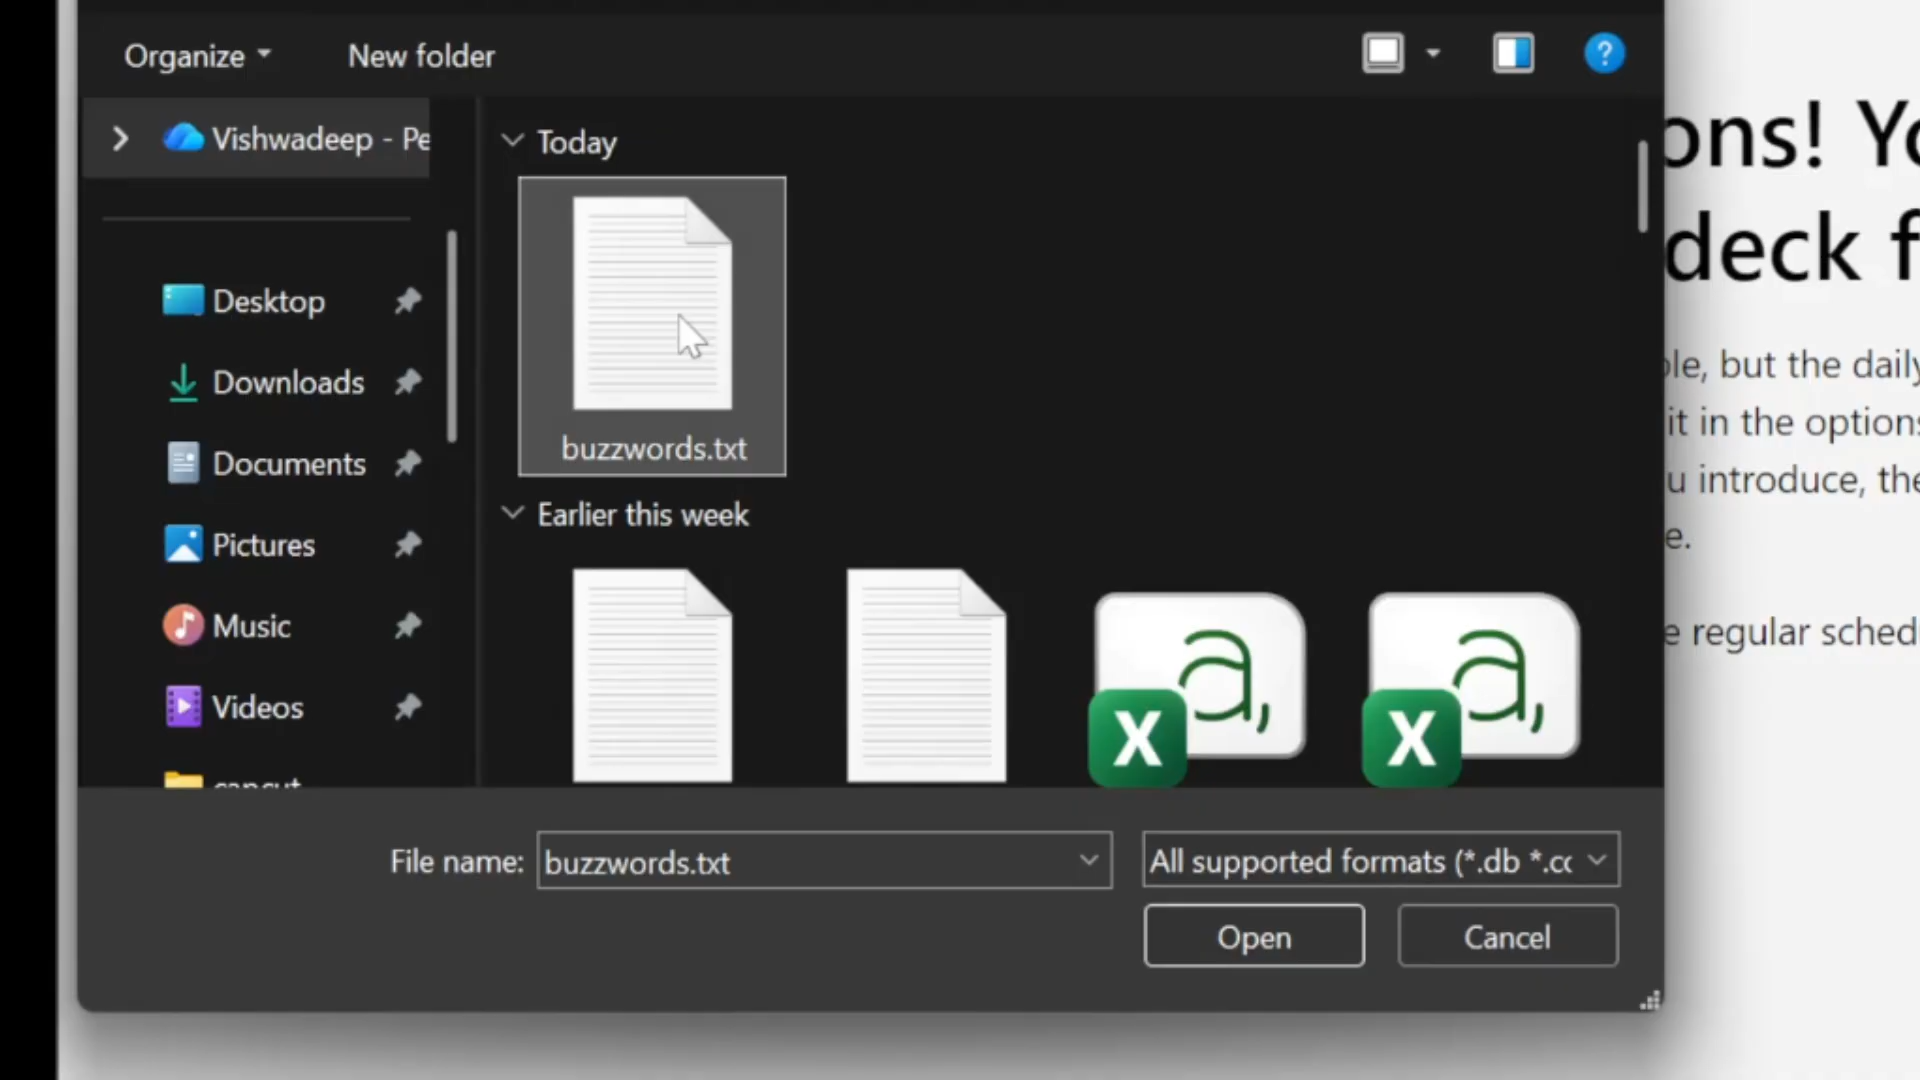 Organize New folder
Vishwadeep - Pe
Today
ons! Yo
deck f
Desktop
Downloads
Documents
Pictures
Music
Videos
buzzwords.txt
Earlier this week
but the daily
it in the options
introduce, the
regular sched
File name: buzzwords.txt All supported formats (*.db *.cc
Open Cancel